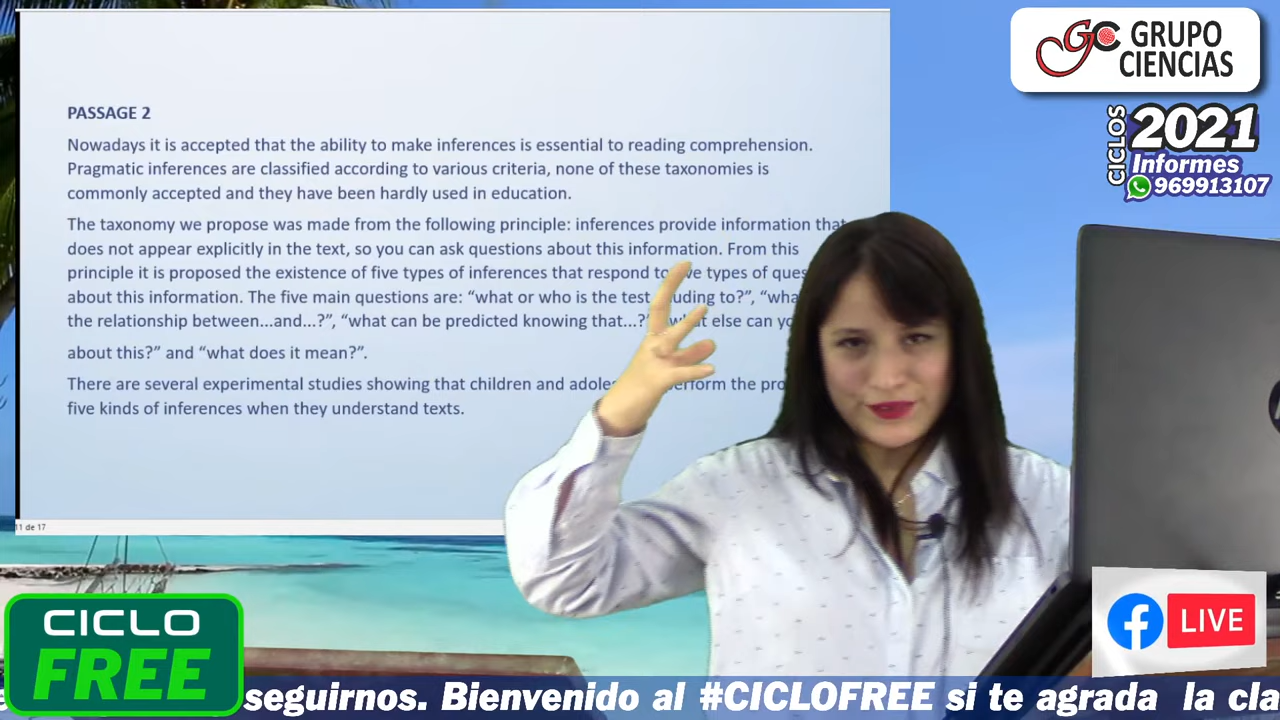 PASSAGE 2
Nowadays it is accepted that the ability to make inferences is essential to reading comprehension.
Pragmatic inferences are classified according to various criteria, none of these taxonomies is
commonly accepted and they have been hardly used in education.
The taxonomy we propose was made from the following principle: inferences provide information that
does not appear explicitly in the text, so you can ask questions about this information. From this
principle it is proposed the existence of five types of inferences that respond to types of
about this information. The five main questions are: “what or who is the test to?”,
the relationship between...and...?”, “what can be predicted knowing that...? else can
about this?” and “what does it mean?”.
There are several experimental studies showing that children and the
five kinds of inferences when they understand texts.
11 de 17
GC GRUPO
CIENCIAS
CICLOS
2021
Informes
969913107
CICLO
FREE
f LIVE
seguirnos. Bienvenido al #CICLOFREE si te agrada la